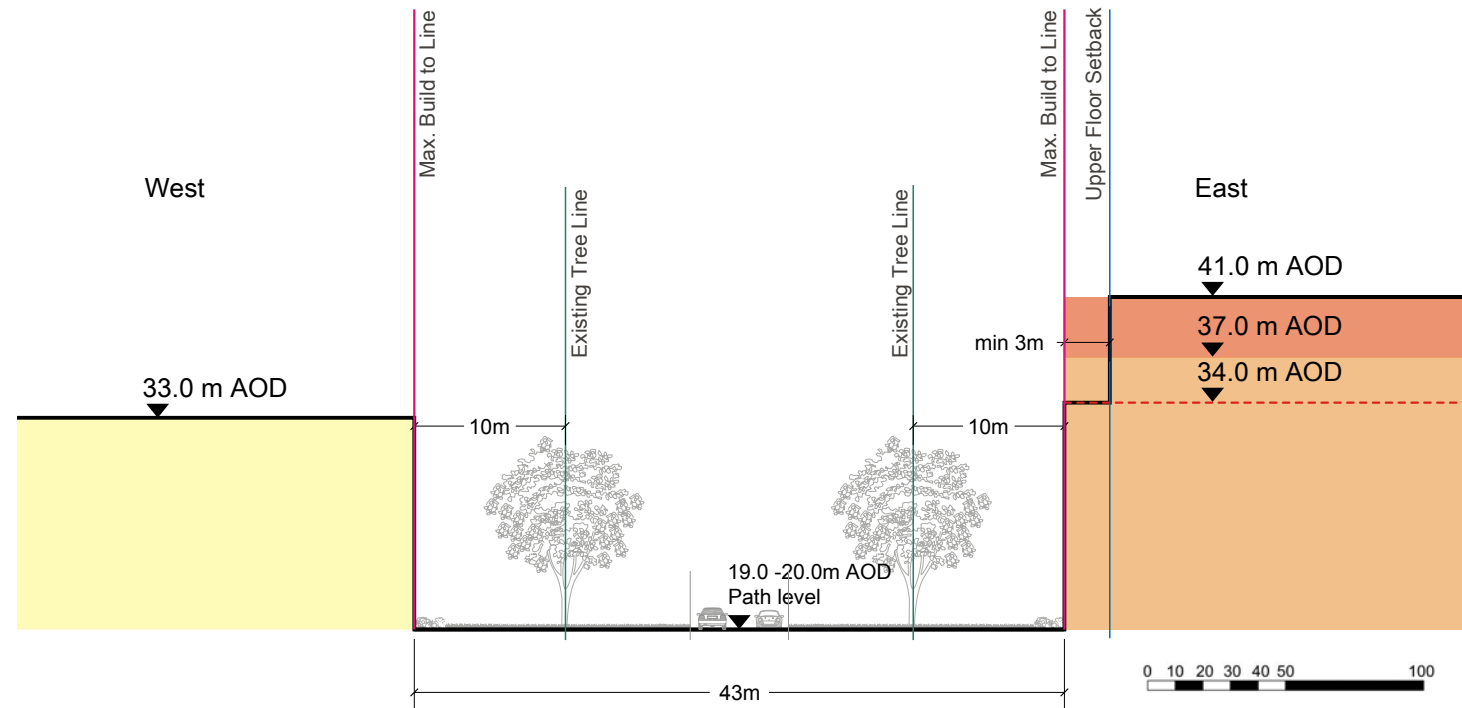 Max. Build to Line
Max. Build to Line
Upper Floor Setback
West
East
Existing Tree Line
Existing Tree Line
41.0 m AOD
37.0 m AOD
min 3m
34.0 m AOD
33.0 m AOD
10m
10m
19.0 -20.0m AOD
Path level
43m
0 10 20 30 40 50 100